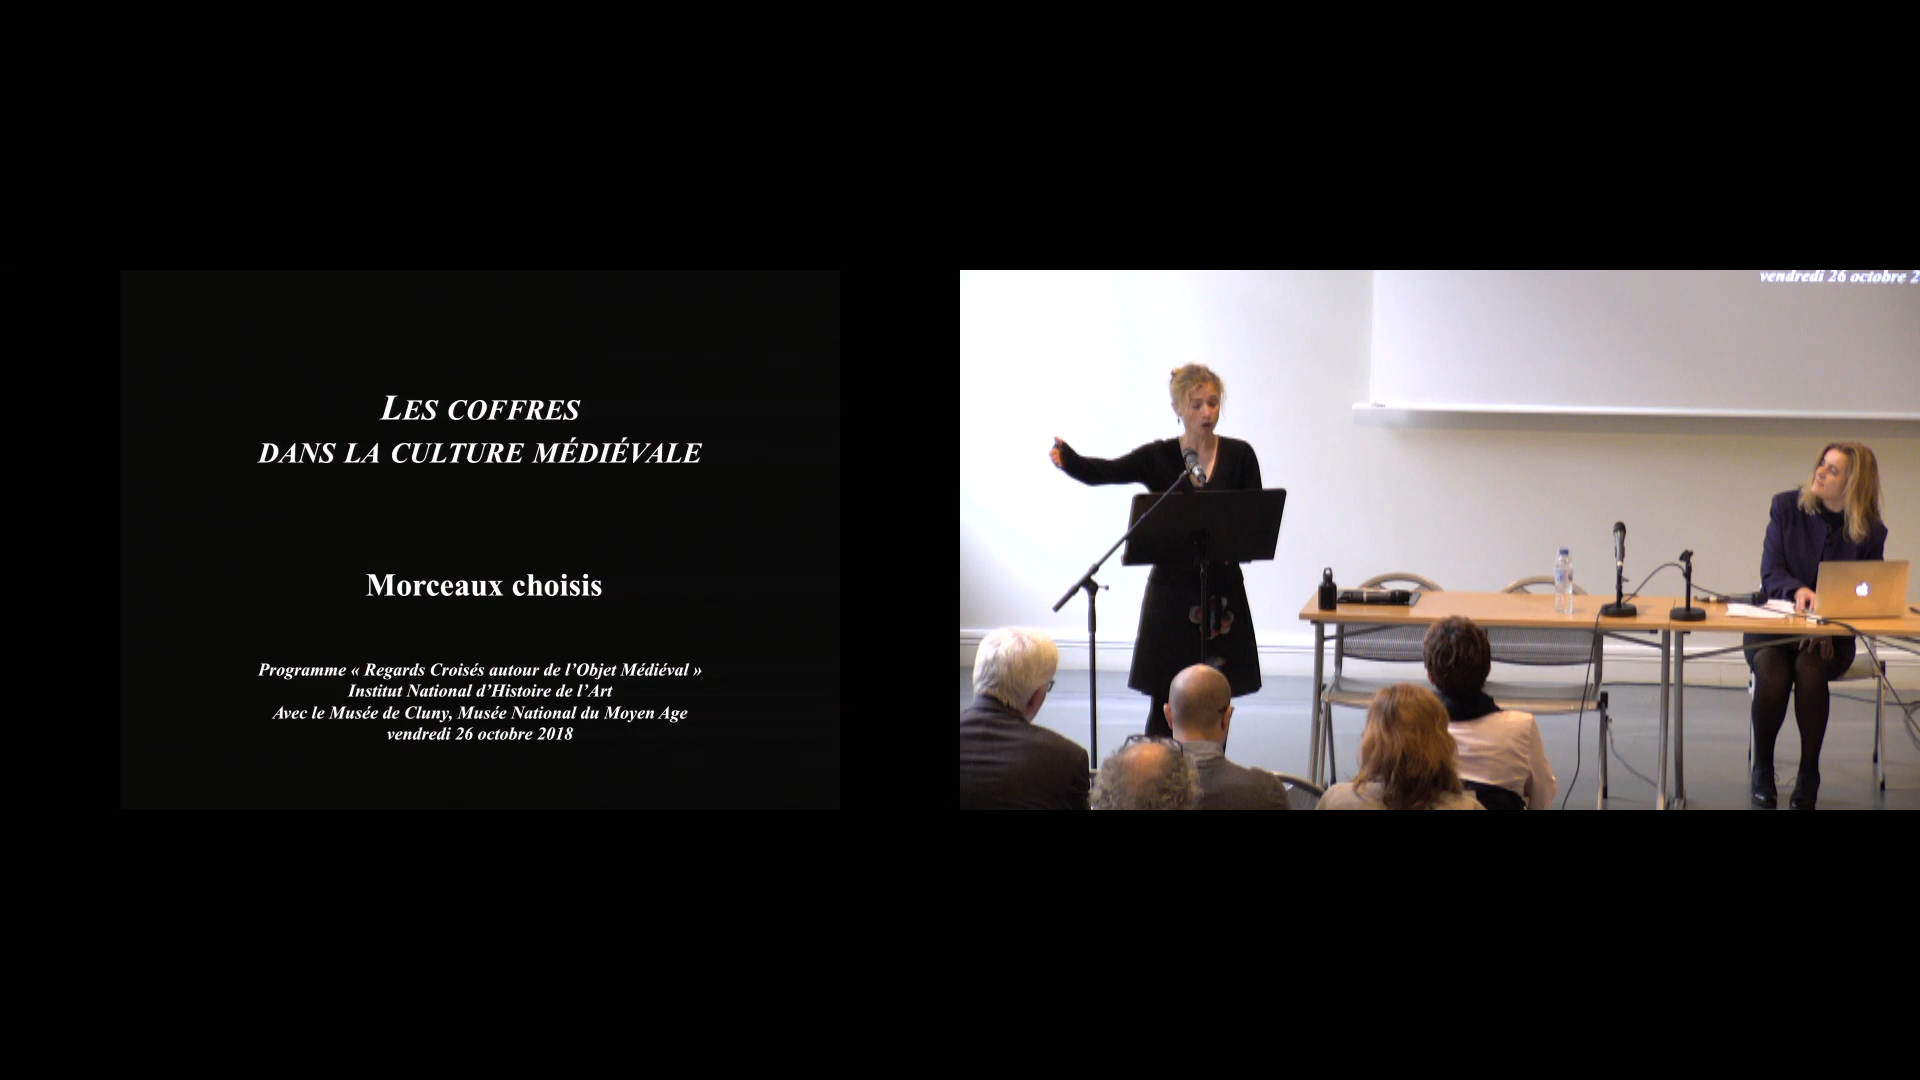 LES COFFRES
DANS LA CULTURE MÉDIÉVALE
Morceaux choisis
Programme « Regards Croisés autour de l’Objet Médiéval »
Institut National d’Histoire de l’Art
Avec le Musée de Cluny, Musée National du Moyen Age
vendredi 26 octobre 2018
vendredi 26 octobre 2